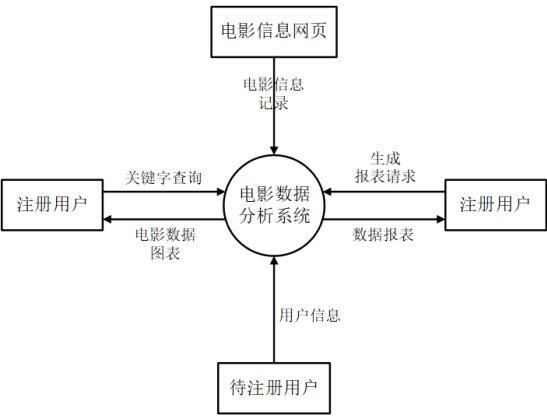 电影信息网页
电影信息
记录
生成
报表请求
关键字查询
电影数据
分析系统
注册用户
注册用户
电影数据
图表
数据报表
用户信息
待注册用户